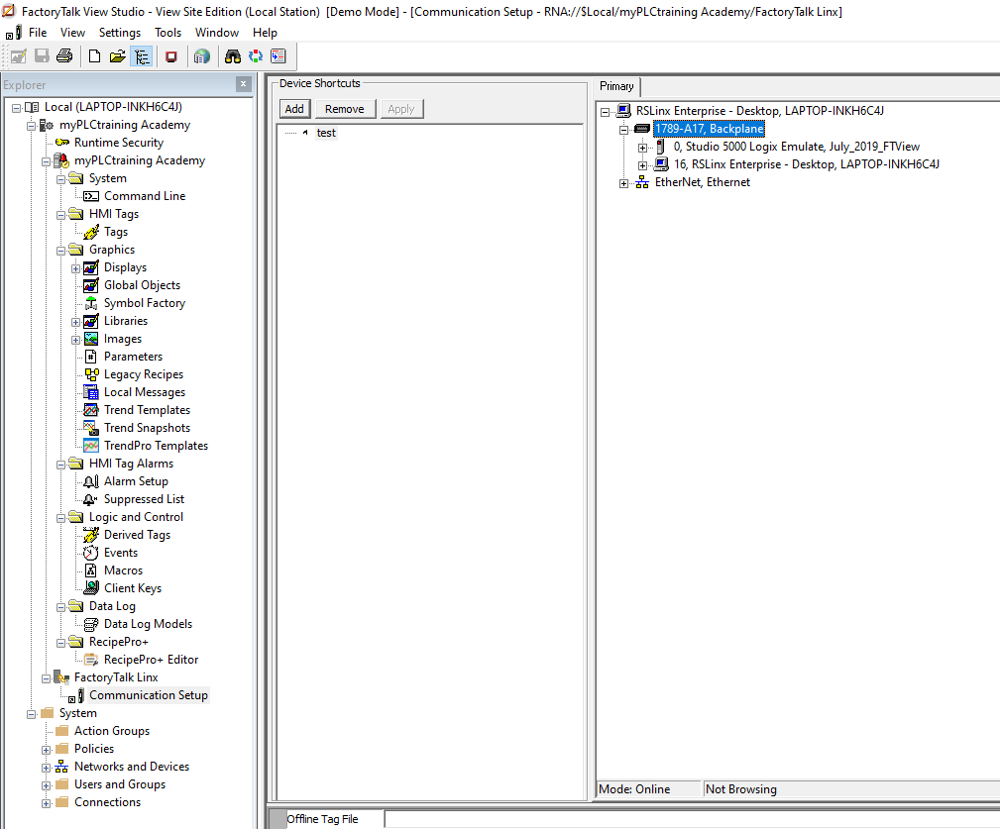 FactoryTalk View Studio - View Site Edition (Local Station)  [Demo Mode] - [Communication Setup - RNA://$Local/myPLCtraining Academy/FactoryTalk Linx]
File View Settings Tools Window Help
Explorer
Local (LAPTOP-INKH6C4J)
myPLCtraining Academy
Runtime Security
myPLCtraining Academy
System
Command Line
HMI Tags
Tags
Graphics
Displays
Global Objects
Symbol Factory
Libraries
Images
Parameters
Legacy Recipes
Local Messages
Trend Templates
Trend Snapshots
TrendPro Templates
HMI Tag Alarms
Alarm Setup
Suppressed List
Logic and Control
Derived Tags
Events
Macros
Client Keys
Data Log
Data Log Models
RecipePro+
RecipePro+ Editor
FactoryTalk Linx
Communication Setup
System
Action Groups
Policies
Networks and Devices
Users and Groups
Connections
Device Shortcuts
Add Remove Apply
test
Primary
RSLinx Enterprise - Desktop, LAPTOP-INKH6C4J
1789-A17, Backplane
0, Studio 5000 Logix Emulate, July_2019_FTView
16, RSLinx Enterprise - Desktop, LAPTOP-INKH6C4J
EtherNet, Ethernet
Mode: Online Not Browsing
Offline Tag File